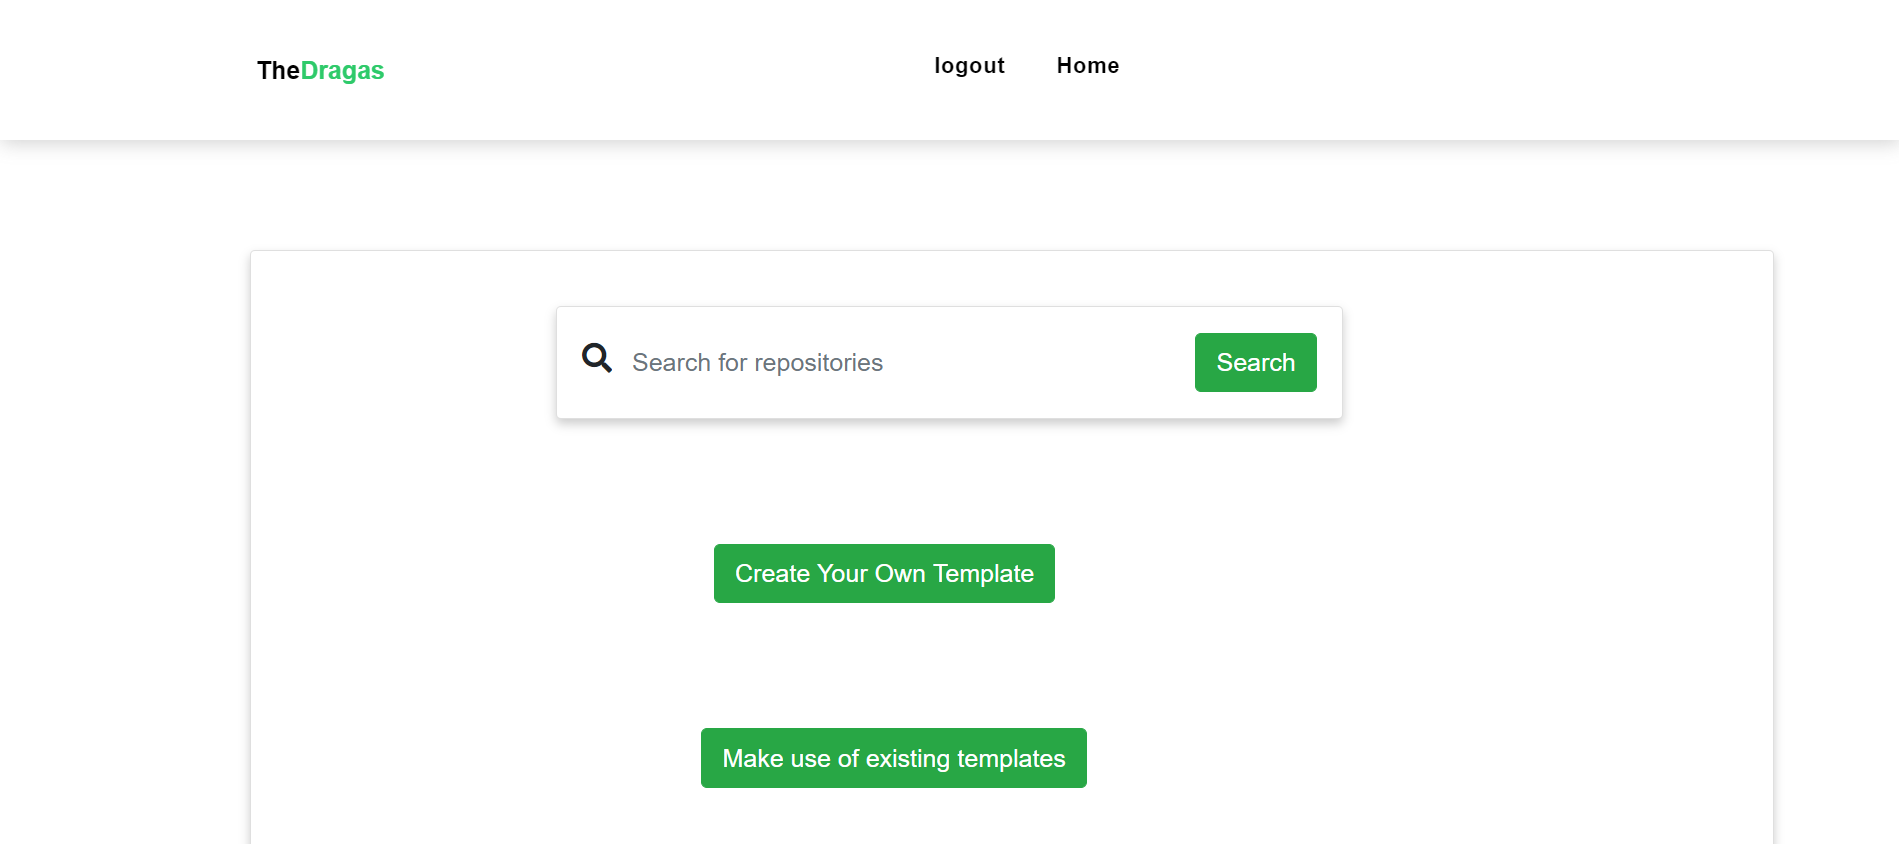 TheDragas
logout Home
Search for repositories Search
Create Your Own Template
Make use of existing templates